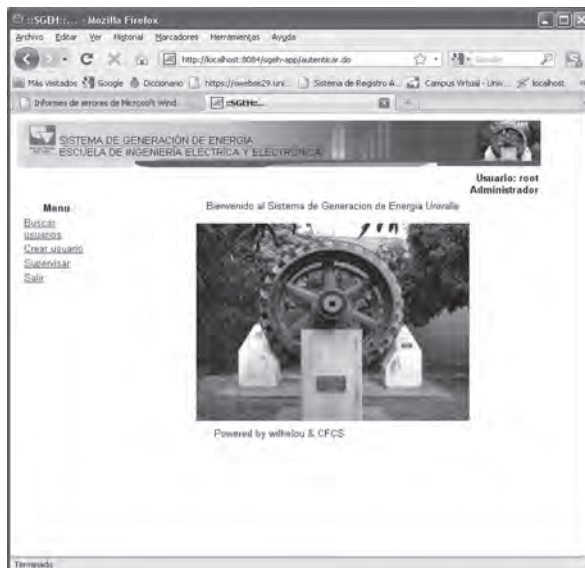 ::SGEH::... - Mozilla Firefox
Archivo Editar Ver Historial Marcadores Herramientas Ayuda
http://localhost:8084/sgeh-app/autenticar.do
Google
Más visitados Google Diccionario https://swebse29.uni... Sistema de Registro A... Campus Virtual - Univ... localhost
Informes de errores de Microsoft Wind...
::SGEH::...
SISTEMA DE GENERACIÓN DE ENERGÍA
ESCUELA DE INGENIERÍA ELÉCTRICA Y ELECTRÓNICA
Usuario: root
Administrador
Menu
Buscar
usuarios
Crear usuario
Supervisar
Salir
Bienvenido al Sistema de Generacion de Energia Univalle
Powered by wilhelou & CFCS
Terminado